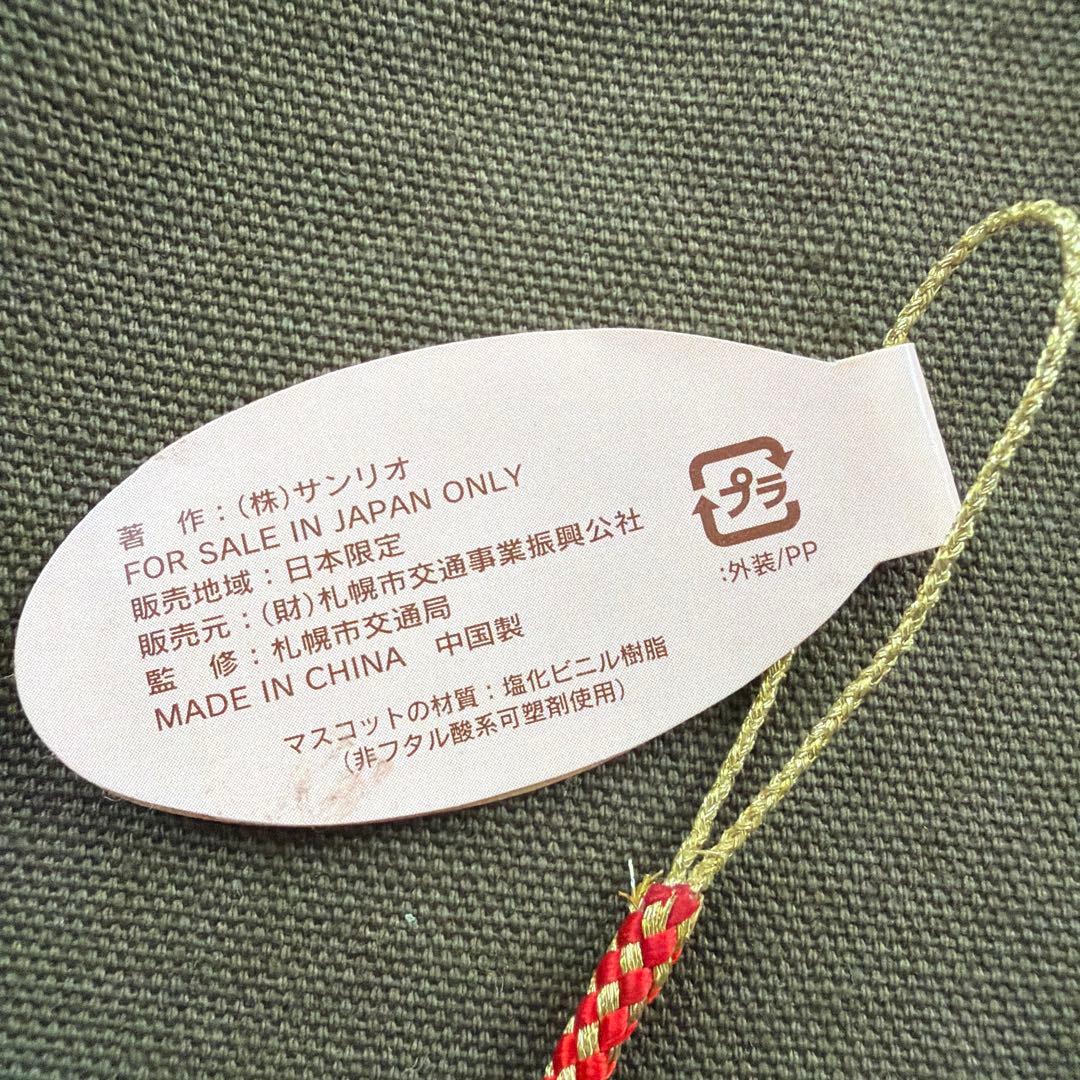 著　作：(株)サンリオ
FOR SALE IN JAPAN ONLY
販売地域：日本限定
販売元：(財)札幌市交通事業振興公社
監　修：札幌市交通局
MADE IN CHINA　中国製
マスコットの材質：塩化ビニル樹脂
(非フタル酸系可塑剤使用)
プラ
:外装/PP